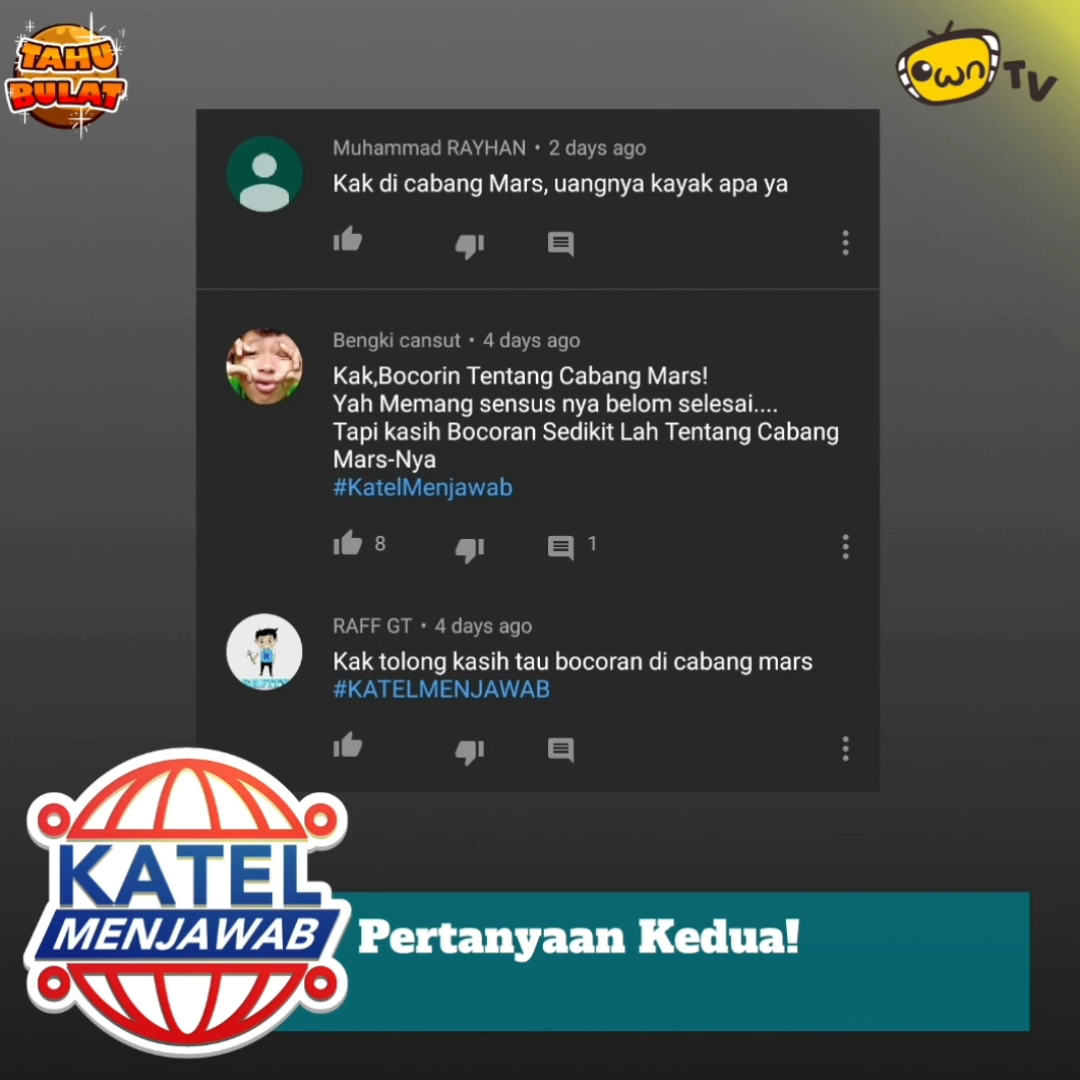 TAHU
BULAT
Own TV
Muhammad RAYHAN • 2 days ago
Kak di cabang Mars, uangnya kayak apa ya
Bengki cansut • 4 days ago
Kak,Bocorin Tentang Cabang Mars!
Yah Memang sensus nya belom selesai....
Tapi kasih Bocoran Sedikit Lah Tentang Cabang
Mars-Nya
#KatelMenjawab
8
1
RAFF GT • 4 days ago
Kak tolong kasih tau bocoran di cabang mars
#KATELMENJAWAB
KATEL
MENJAWAB
Pertanyaan Kedua!